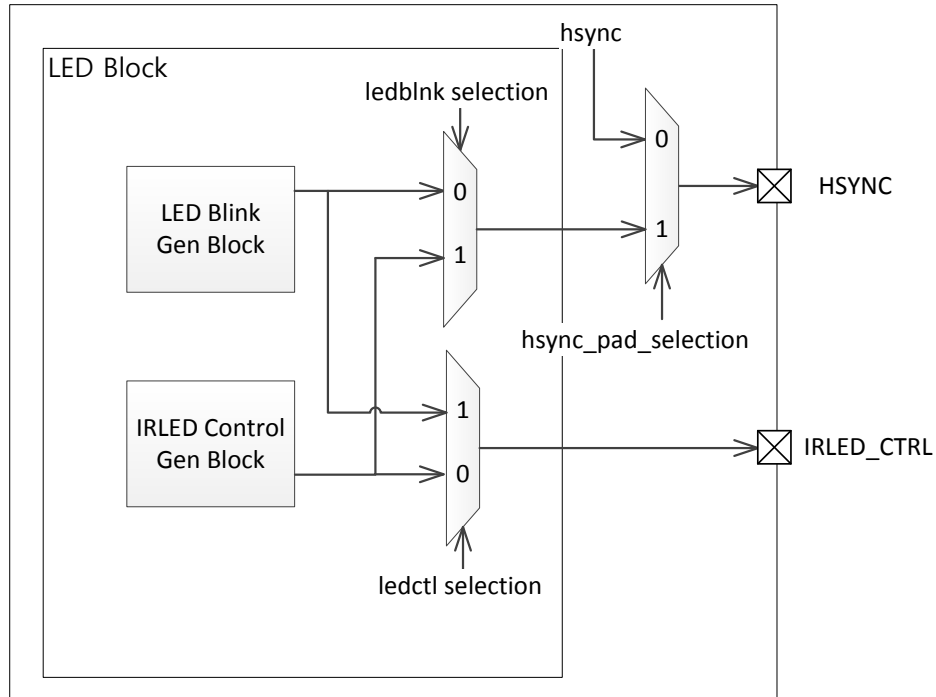 hsync
LED Block
ledblnk selection
0
0
LED Blink
Gen Block
HSYNC
1
1
hsync_pad_selection
1
IRLED Control
Gen Block
IRLED_CTRL
0
ledctl selection